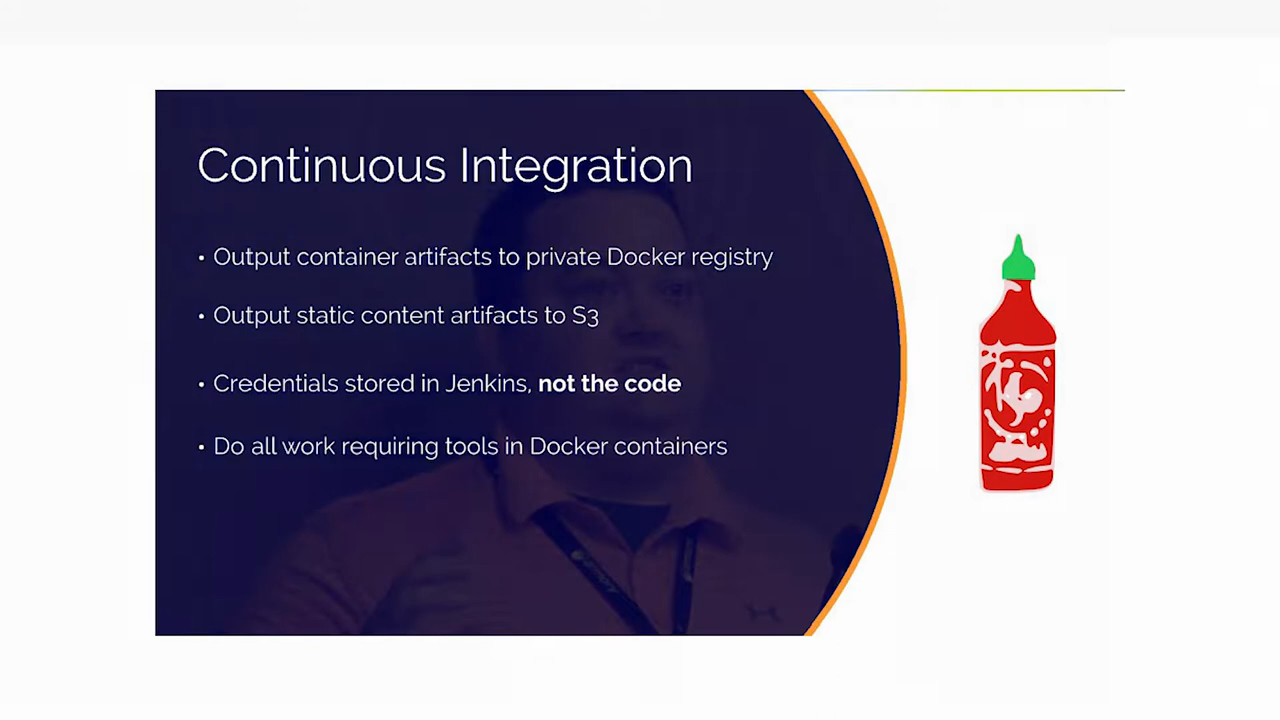 Continuous Integration
• Output container artifacts to private Docker registry
• Output static content artifacts to S3
• Credentials stored in Jenkins, not the code
• Do all work requiring tools in Docker containers